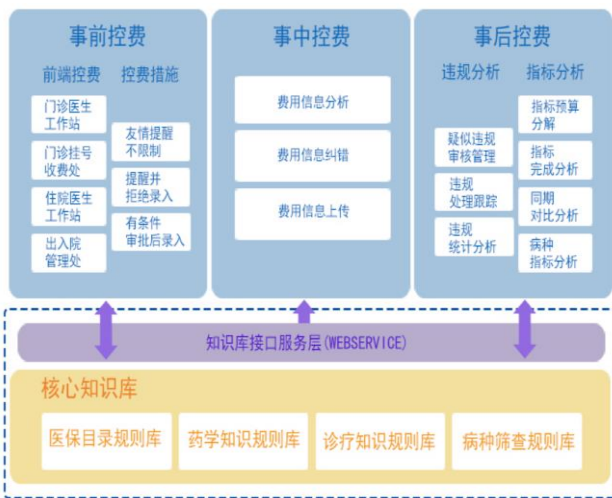 事前控费
前端控费
控费措施
门诊医生
工作站
门诊挂号
收费处
住院医生
工作站
出入院
管理处
友情提醒
不限制
提醒并
拒绝录入
有条件
审批后录入
事中控费
费用信息分析
费用信息纠错
费用信息上传
事后控费
违规分析
指标分析
疑似违规
审核管理
违规
处理跟踪
违规
统计分析
指标预算
分解
指标
完成分析
同期
对比分析
病种
指标分析
知识库接口服务层(WEBSERVICE)
核心知识库
医保目录规则库
药学知识规则库
诊疗知识规则库
病种筛查规则库